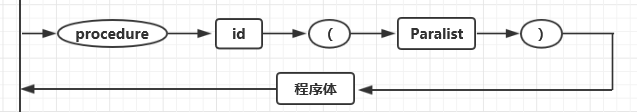 procedure id ( Paralist )
程序体